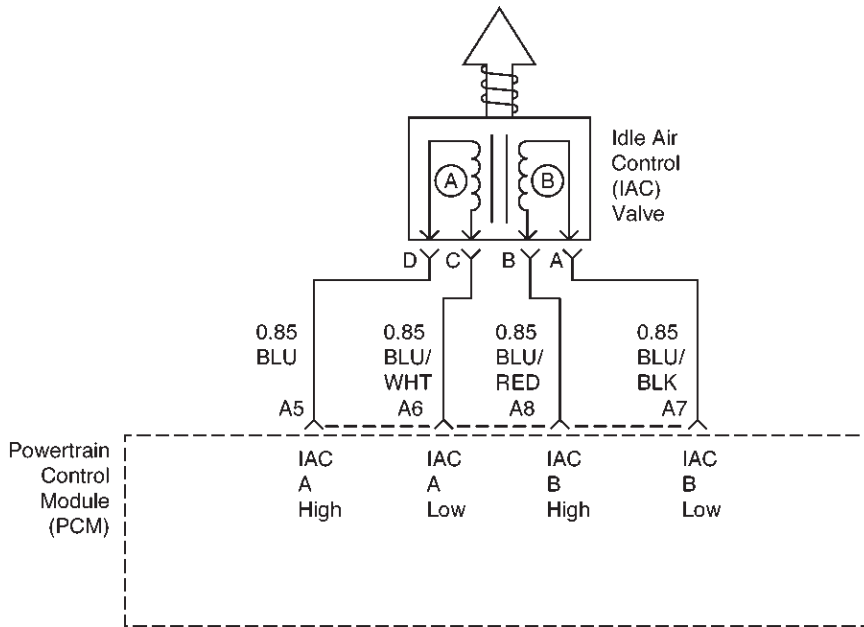 Idle Air
Control
(IAC)
Valve
A
B
D
C
B
A
0.85
BLU
0.85
BLU/
WHT
0.85
BLU/
RED
0.85
BLU/
BLK
A5
A6
A8
A7
Powertrain
Control
Module
(PCM)
IAC
A
High
IAC
A
Low
IAC
B
High
IAC
B
Low